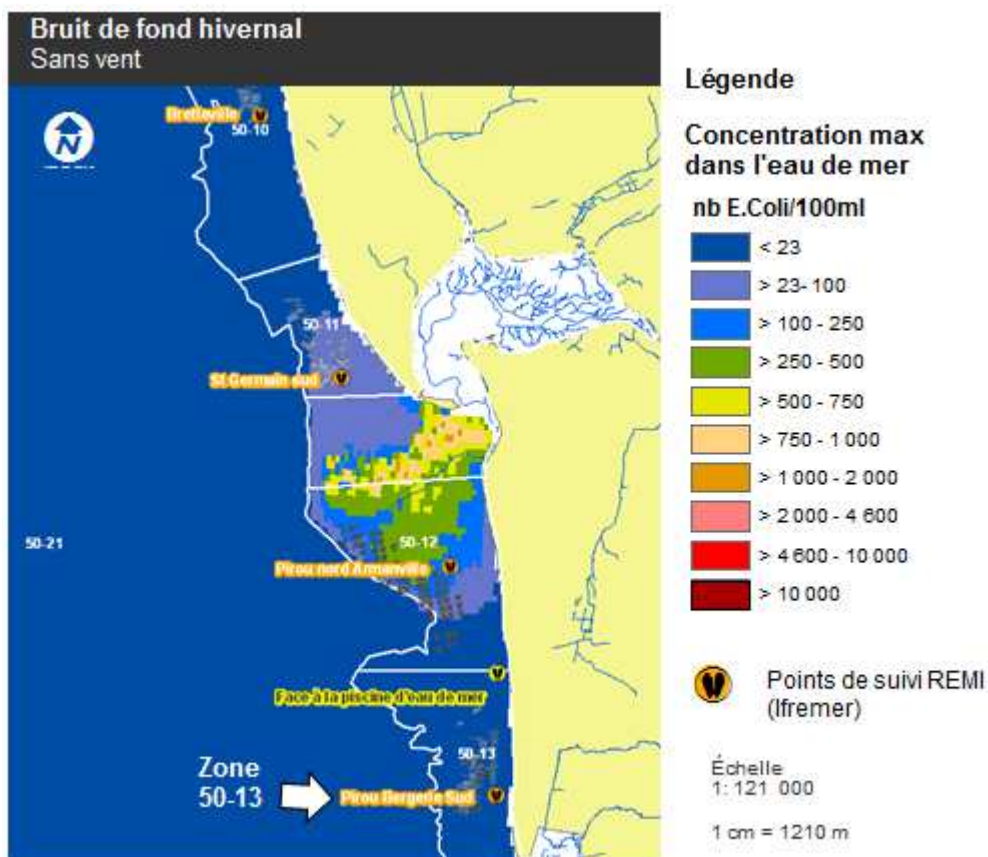 Bruit de fond hivernal
Sans vent
N
Bretteville
50-10
50-11
St Germain sud
50-21
50-12
Pirou nord Armanville
Face à la piscine d'eau de mer
50-13
Zone
50-13
Pirou Bergerie Sud
Légende
Concentration max
dans l'eau de mer
nb E.Coli/100ml
< 23
> 23- 100
> 100 - 250
> 250 - 500
> 500 - 750
> 750 - 1 000
> 1 000 - 2 000
> 2 000 - 4 600
> 4 600 - 10 000
> 10 000
Points de suivi REMI
(Ifremer)
Échelle
1: 121 000
1 cm = 1210 m